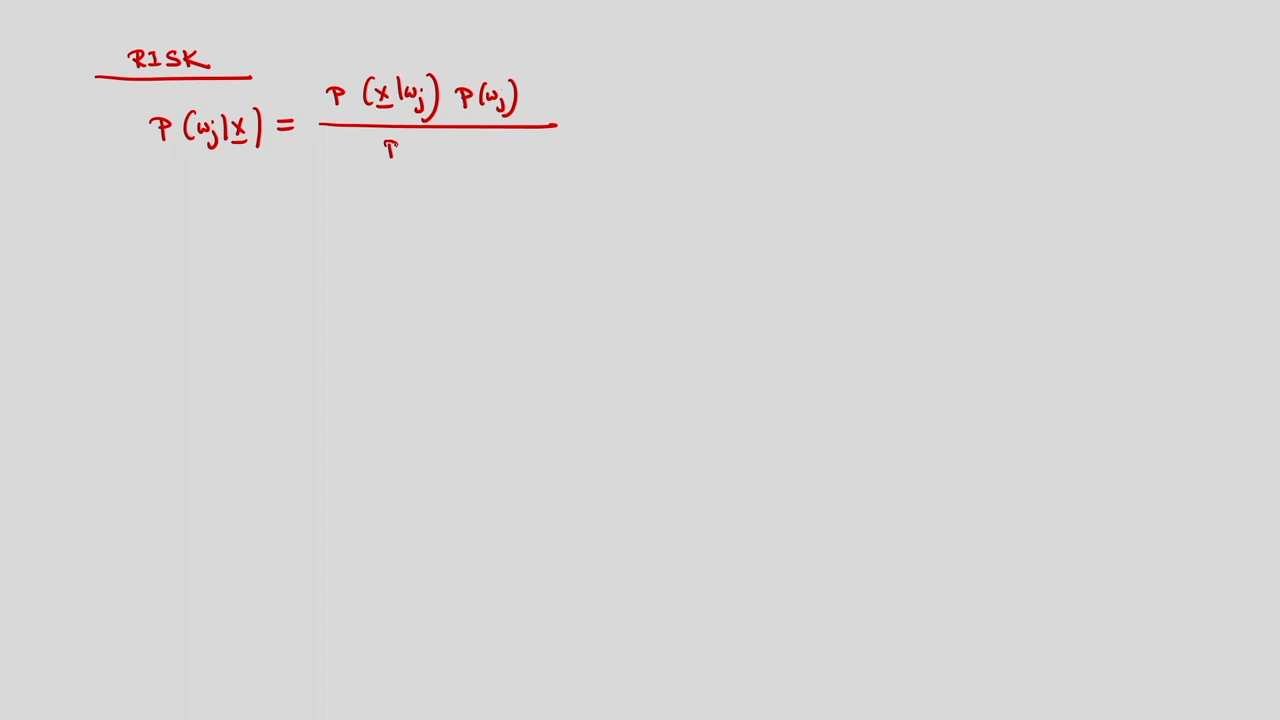 RISK
P (ωj|x) = P (x|ωj) P(ωj)
P